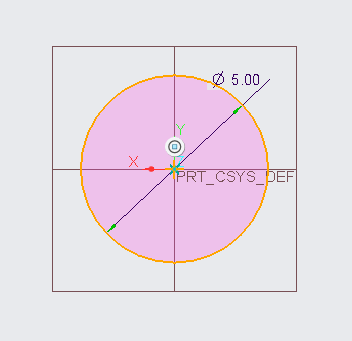 Ø 5.00
Y
X
PRT_CSYS_DEF